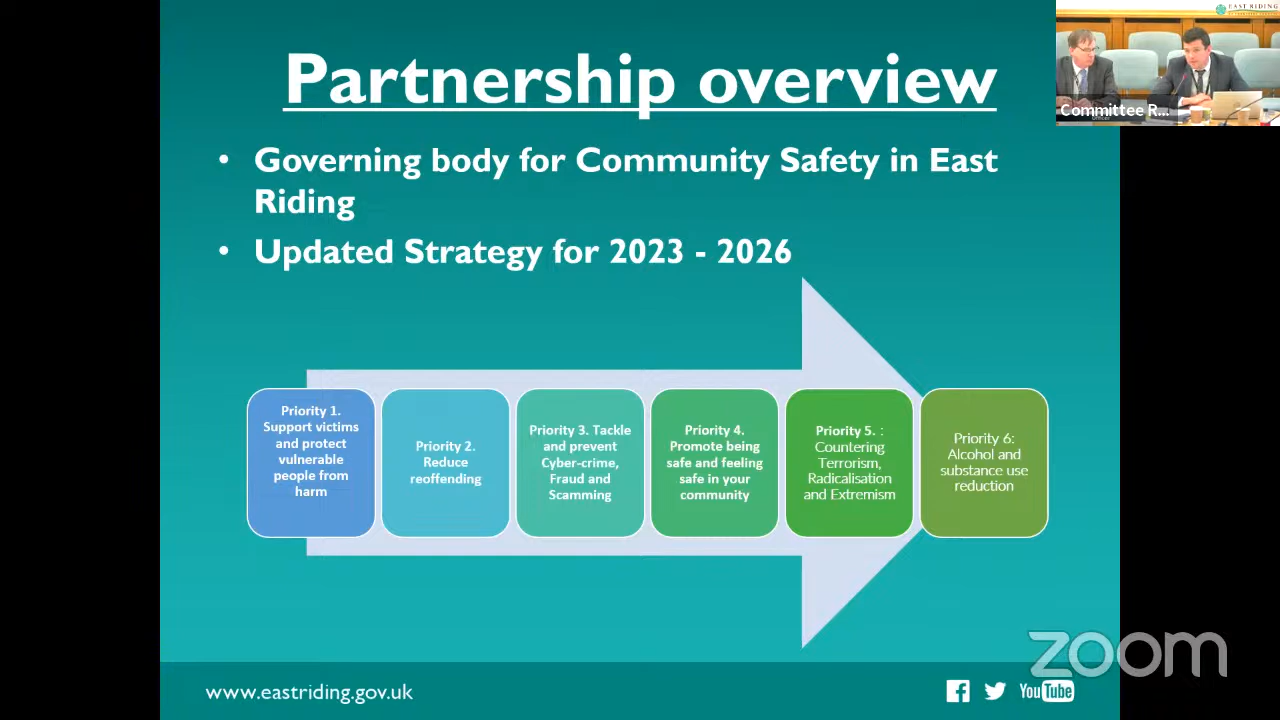 Partnership overview
EAST RIDING
Committee R...
• Governing body for Community Safety in East
Riding
• Updated Strategy for 2023 - 2026
Priority 1.
Support victims
and protect
vulnerable
people from
harm
Priority 2.
Reduce
reoffending
Priority 3. Tackle
and prevent
Cyber-crime,
Fraud and
Scamming
Priority 4.
Promote being
safe and feeling
safe in your
community
Priority 5. :
Countering
Terrorism,
Radicalisation
and Extremism
Priority 6:
Alcohol and
substance use
reduction
zoom
www.eastriding.gov.uk
YouTube